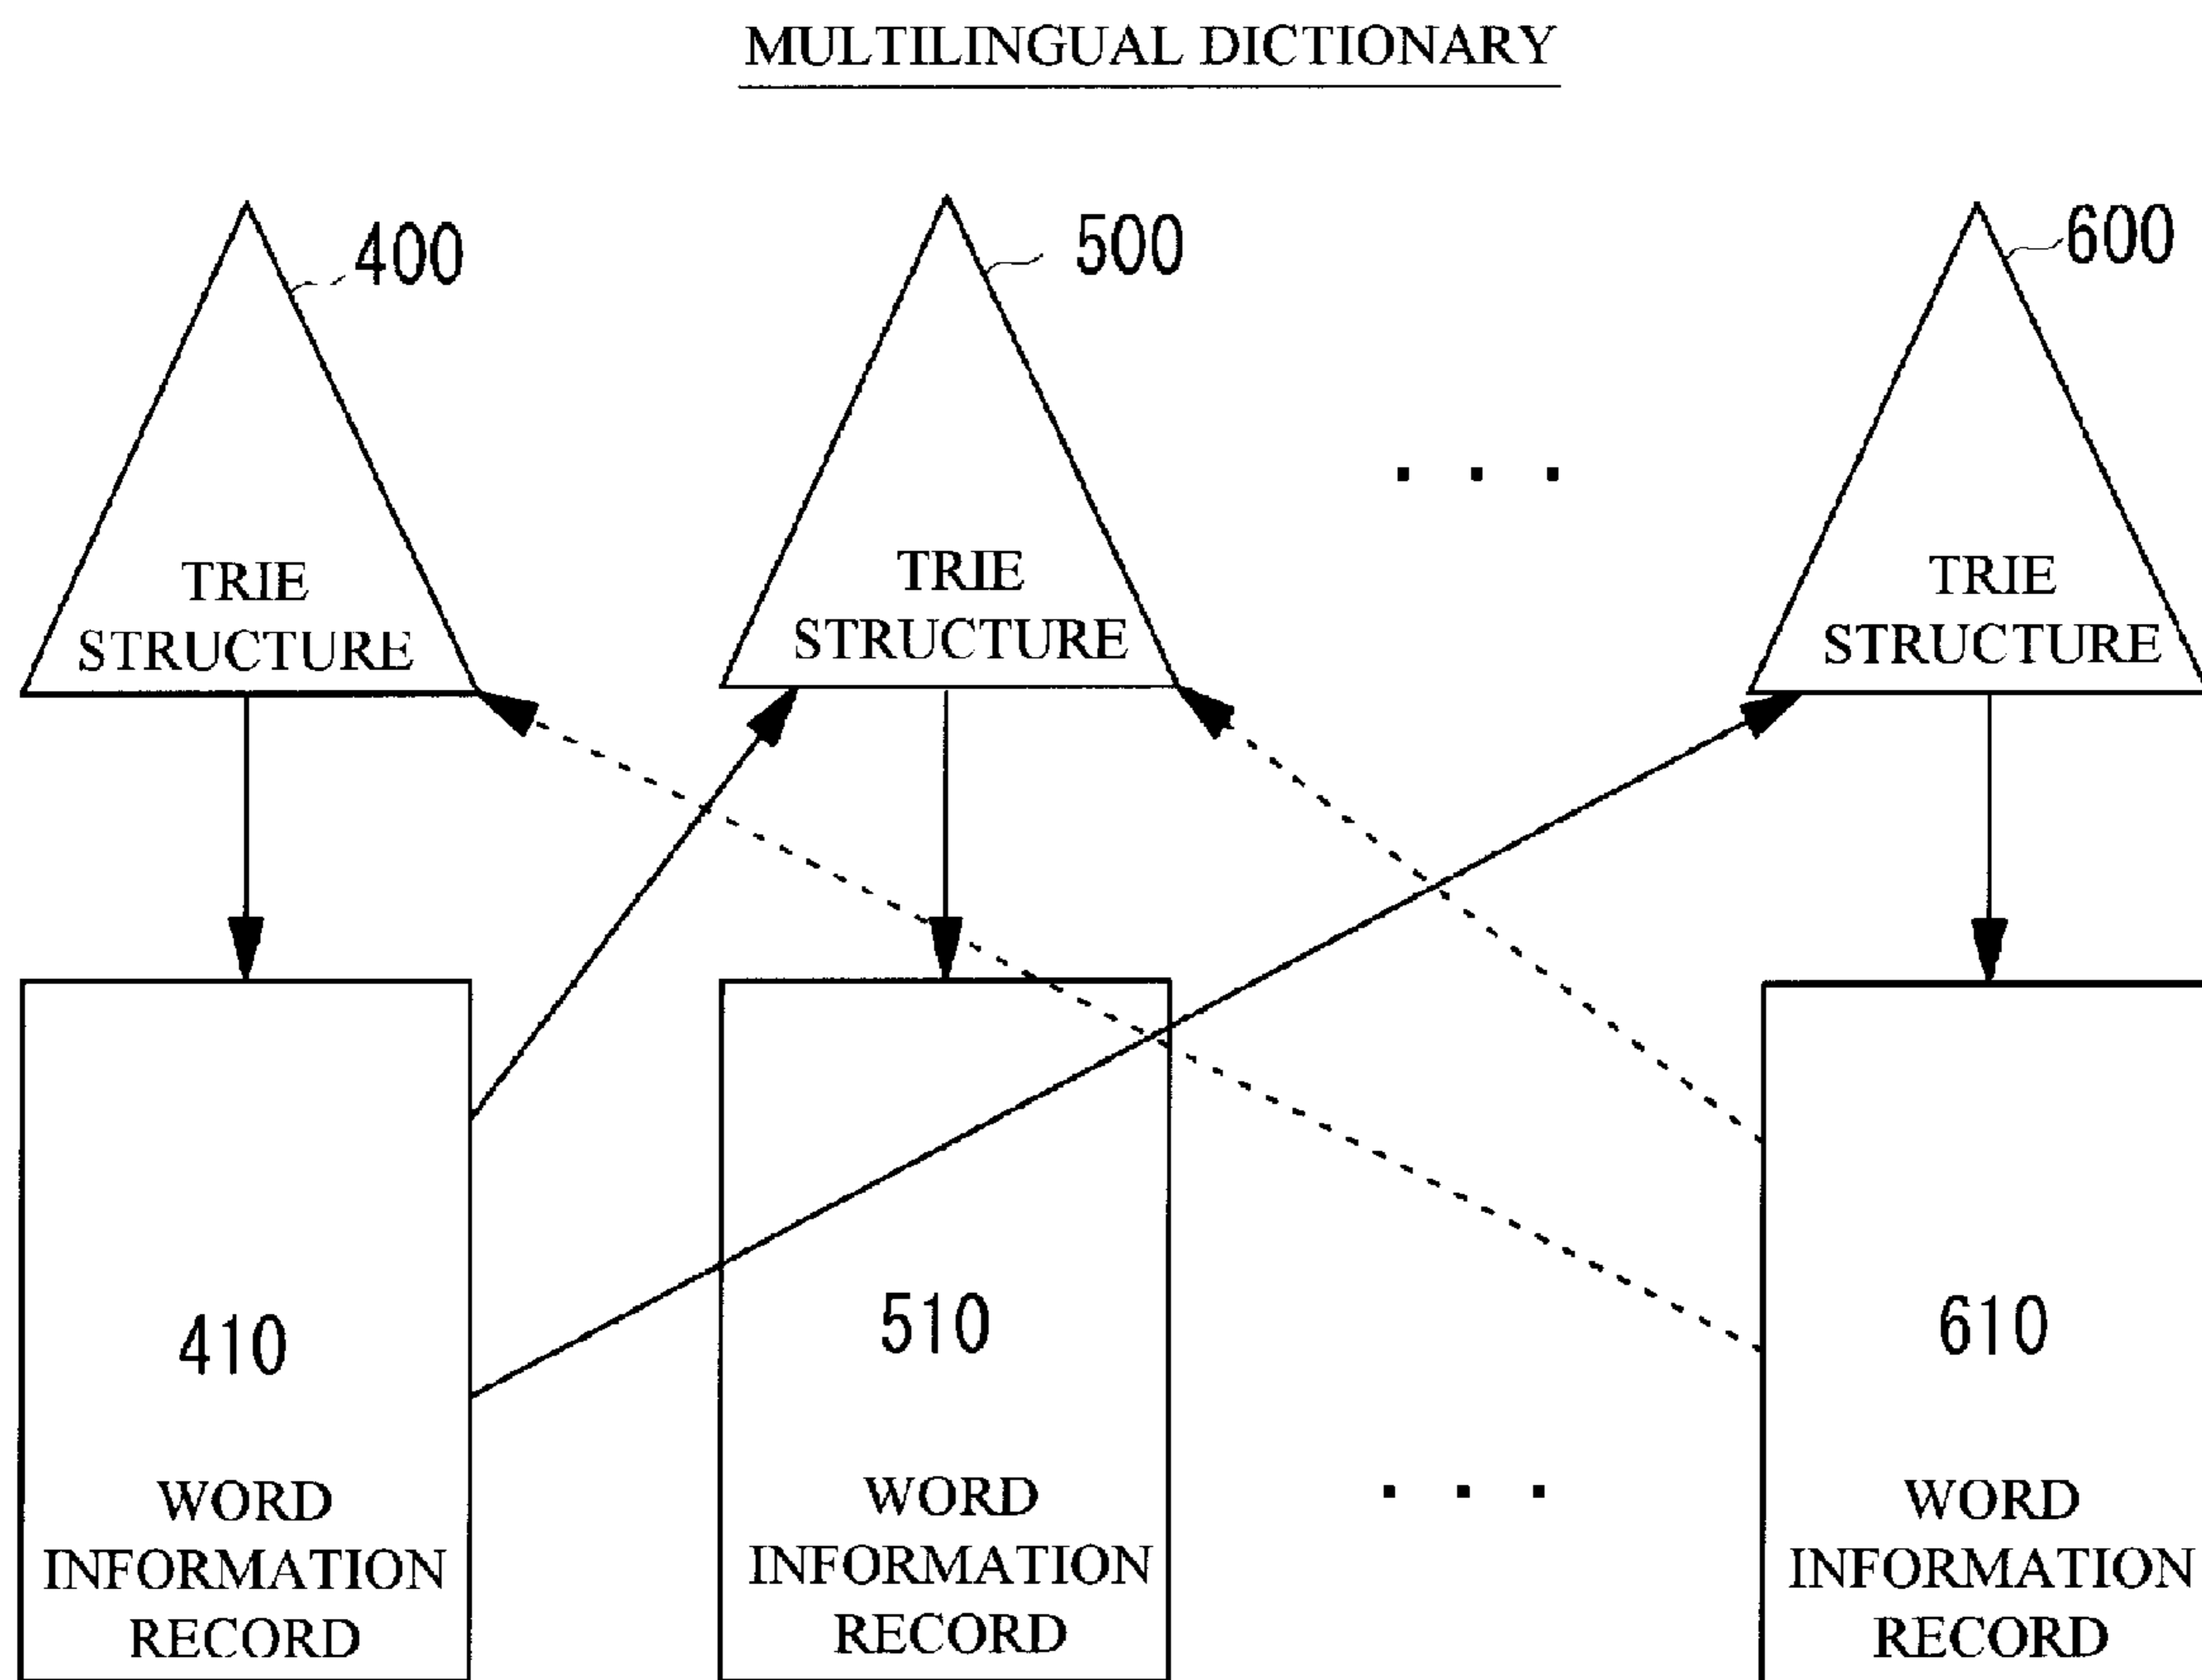 MULTILINGUAL DICTIONARY
400
500
600
TRIE
STRUCTURE
TRIE
STRUCTURE
. . .
TRIE
STRUCTURE
410
WORD
INFORMATION
RECORD
510
WORD
INFORMATION
RECORD
. . .
610
WORD
INFORMATION
RECORD